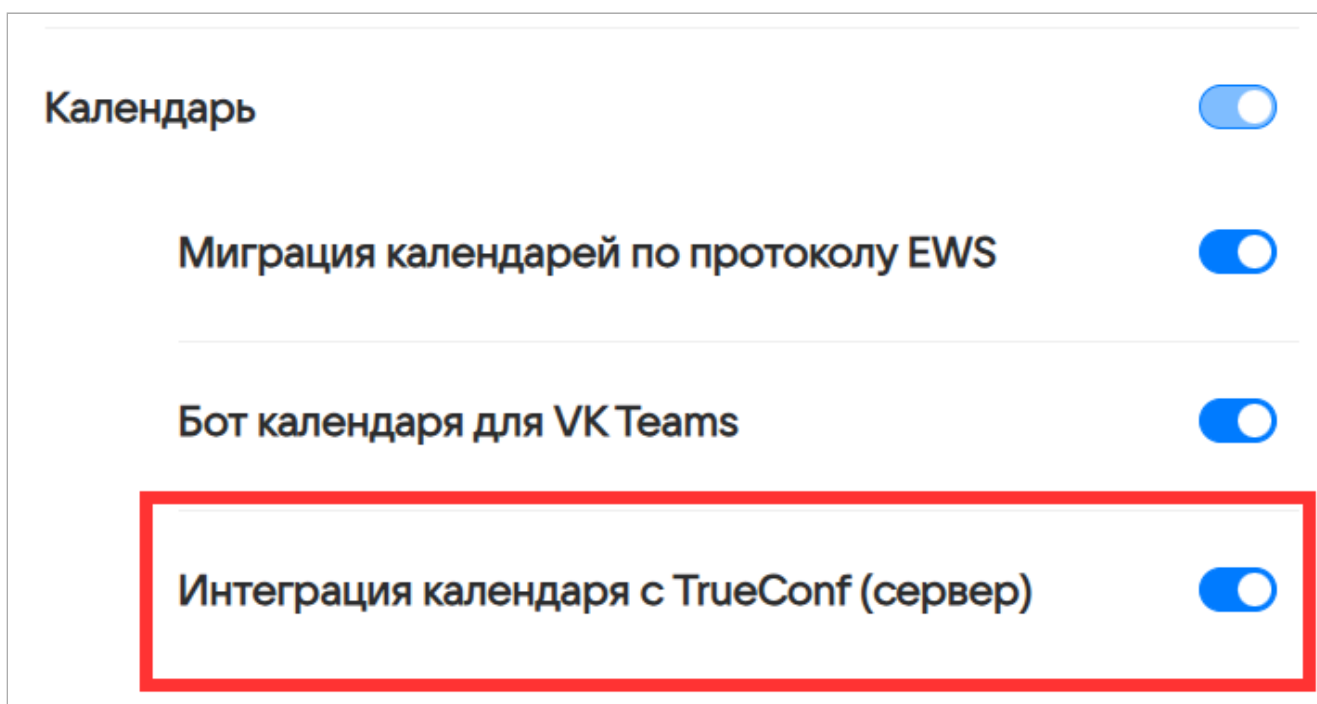 Календарь
Миграция календарей по протоколу EWS
Бот календаря для VK Teams
Интеграция календаря с TrueConf (сервер)